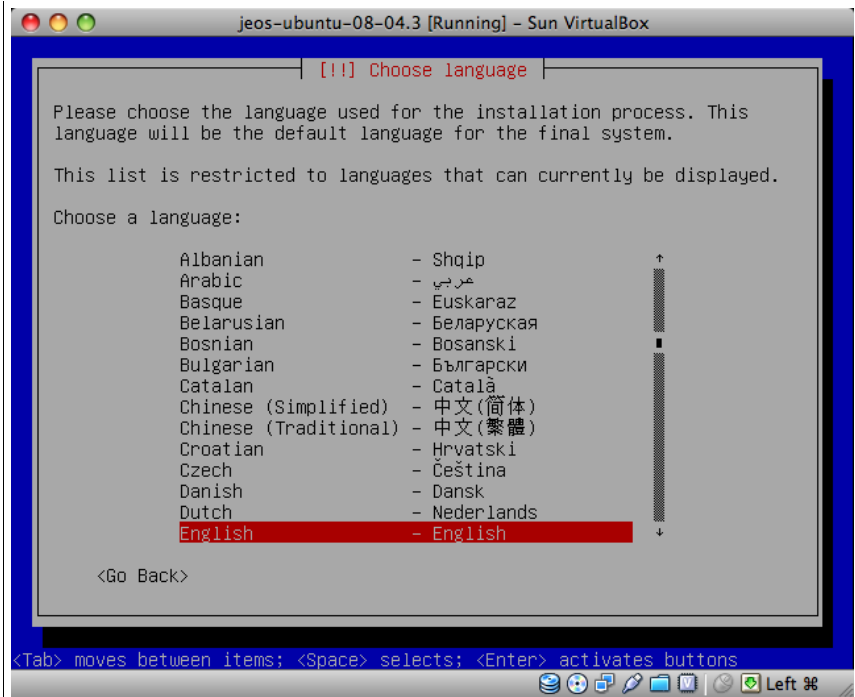 jeos-ubuntu-08-04.3 [Running] - Sun VirtualBox
[!!] Choose language
Please choose the language used for the installation process. This
language will be the default language for the final system.
This list is restricted to languages that can currently be displayed.
Choose a language:
Albanian - Shqip
Arabic - عربي
Basque - Euskaraz
Belarusian - Беларуская
Bosnian - Bosanski
Bulgarian - Български
Catalan - Català
Chinese (Simplified) - 中文(简体)
Chinese (Traditional) - 中文(繁體)
Croatian - Hrvatski
Czech - Čeština
Danish - Dansk
Dutch - Nederlands
English - English
<Go Back>
<Tab> moves between items; <Space> selects; <Enter> activates buttons
Left ⌘